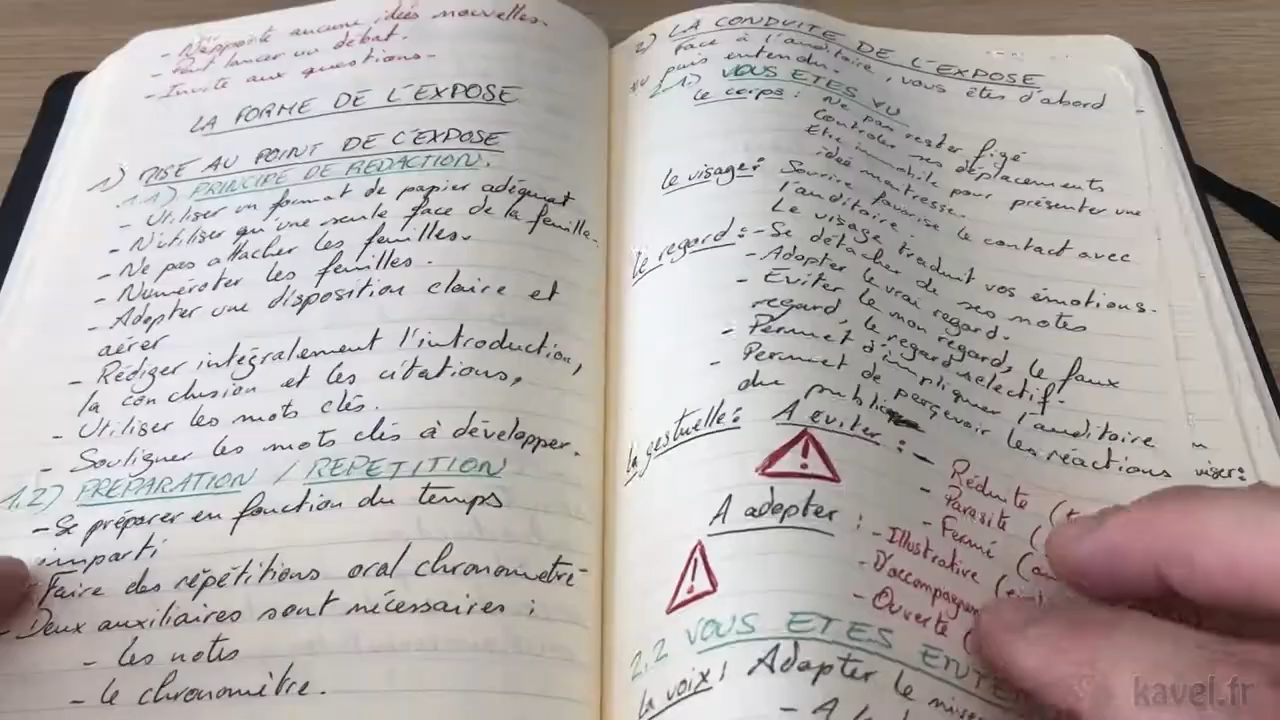 - N'apporte aucune idées nouvelles.
- Peut lancer un débat.
- Invite aux questions.
LA FORME DE L'EXPOSE
1) MISE AU POINT DE L'EXPOSE
1.1) PRINCIPE DE REDACTION.
- Utiliser un format de papier adéquat
- N'utiliser qu'une seule face de la feuille.
- Ne pas attacher les feuilles.
- Numéroter les feuilles.
- Adopter une disposition claire et
aérer
- Rédiger intégralement l'introduction,
la conclusion et les citations,
- Utiliser les mots clés.
- Souligner les mots clés à développer.
1.2) PREPARATION / REPETITION
- Se préparer en fonction du temps
imparti
- Faire des répétitions oral chronometré
- Deux auxiliaires sont nécessaires :
- les notes
- le chronomètre.
2) LA CONDUITE DE L'EXPOSE
Face à l'auditoire, vous êtes d'abord
vu puis entendu.
2.1) VOUS ETES VU
Le corps : Ne pas rester figé
Controler ses déplacements
Etre immobile pour présenter une
idée maitresse.
Le visage : Sourire favorise le contact avec
l'auditoire
Le visage traduit vos émotions.
Le regard : - Se détacher de ses notes
- Adopter le vrai regard.
- Eviter le non regard, le faux
regard, le regard sélectif.
- Permet d'impliquer l'auditoire
- Permet de percevoir les réactions
du public
La gestuelle : A eviter : - Réduite
- Parasite (
- Fermé (
A adopter : - Illustrative (
- D'accompagnem
- Ouverte (
2.2 VOUS ETES ENTE
La voix : Adapter le
- A
kavel.fr